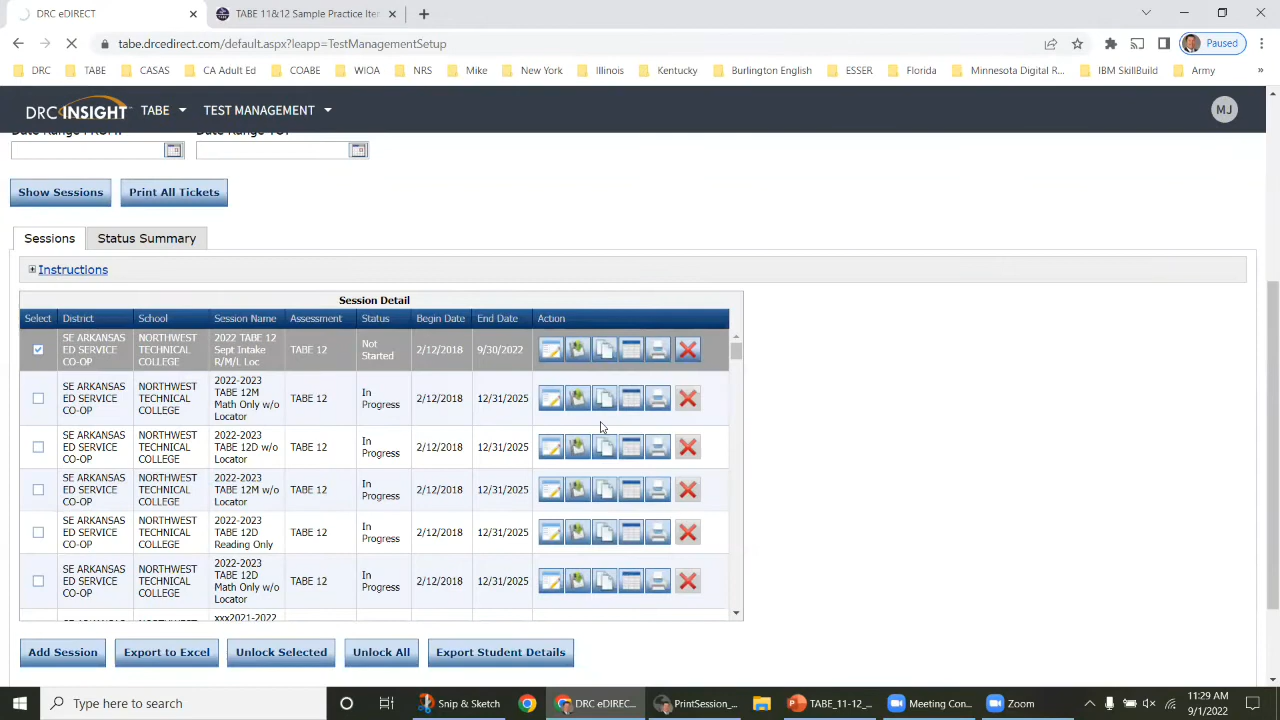 DRC eDIRECT
TABE 11&12 Sample Practice Iter
tabe.drcedirect.com/default.aspx?leapp=TestManagementSetup
Paused
DRC TABE CASAS CA Adult Ed COABE WIOA NRS Mike New York Illinois Kentucky Burlington English ESSER Florida Minnesota Digital R... IBM SkillBuild Army »
DRC INSIGHT TABE TEST MANAGEMENT MJ
Date Range FROM Date Range TO
Show Sessions Print All Tickets
Sessions Status Summary
Instructions
Session Detail
Select District School Session Name Assessment Status Begin Date End Date Action
SE ARKANSAS ED SERVICE CO-OP NORTHWEST TECHNICAL COLLEGE 2022 TABE 12 Sept Intake R/M/L Loc TABE 12 Not Started 2/12/2018 9/30/2022
SE ARKANSAS ED SERVICE CO-OP NORTHWEST TECHNICAL COLLEGE 2022-2023 TABE 12M Math Only w/o Locator TABE 12 In Progress 2/12/2018 12/31/2025
SE ARKANSAS ED SERVICE CO-OP NORTHWEST TECHNICAL COLLEGE 2022-2023 TABE 12D w/o Locator TABE 12 In Progress 2/12/2018 12/31/2025
SE ARKANSAS ED SERVICE CO-OP NORTHWEST TECHNICAL COLLEGE 2022-2023 TABE 12M w/o Locator TABE 12 In Progress 2/12/2018 12/31/2025
SE ARKANSAS ED SERVICE CO-OP NORTHWEST TECHNICAL COLLEGE 2022-2023 TABE 12D Reading Only TABE 12 In Progress 2/12/2018 12/31/2025
SE ARKANSAS ED SERVICE CO-OP NORTHWEST TECHNICAL COLLEGE 2022-2023 TABE 12D Math Only w/o Locator TABE 12 In Progress 2/12/2018 12/31/2025
xxx2021-2022
Add Session Export to Excel Unlock Selected Unlock All Export Student Details
Type here to search
Snip & Sketch DRC eDIREC... PrintSession_... TABE_11-12_... Meeting Con... Zoom
11:29 AM
9/1/2022